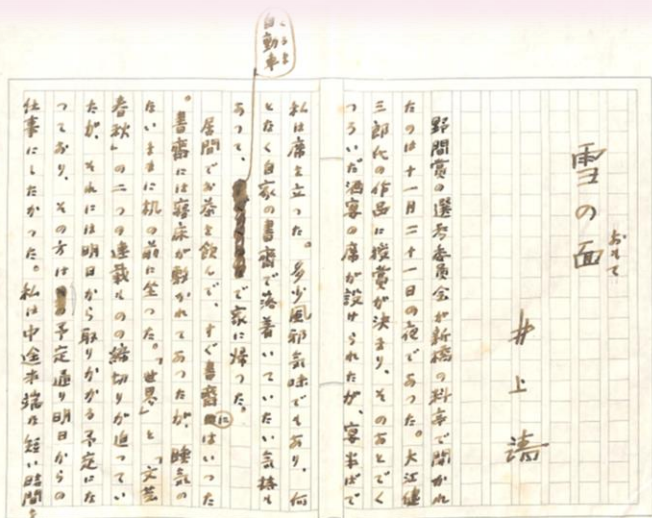 雪の面
おもて
井上靖
野間賞の選考委員会が新橋の料亭で開かれ
たのは十一月二十一日の夜であった。大江健
三郎氏の作品に授賞が決まり、そのあとでく
つろいだ酒宴の席が設けられたが、宴半ばで
私は席を立った。多少風邪気味でもあり、何
となく自家の書斎で落着いていたい気持も
あって、
自動車
くるま
で家に帰った。
居間でお茶を飲んで、すぐ書斎にはいった
。書斎には寝床が敷かれてあったが、睡気の
ないままに机の前に坐った。「世界」と「文芸
春秋」の二つの連載ものの締切りが迫ってい
たが、それには明日から取りかかる予定にな
っており、その方は予定通り明日からの
仕事にしたかった。私は中途半端な短い時間を